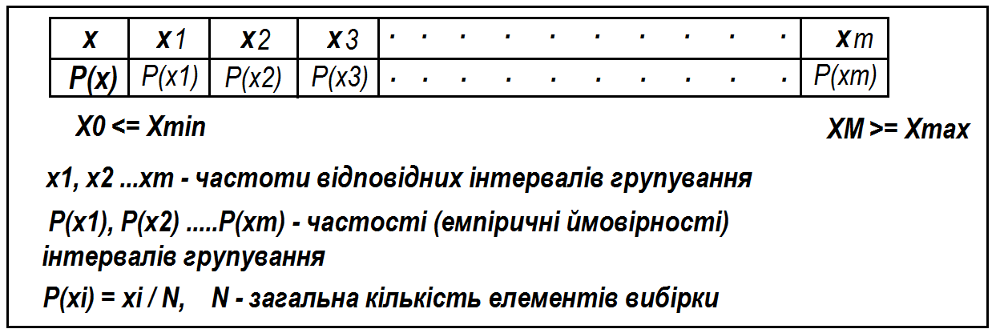 x x1 x2 x3 . . . . . . . . . . xm
P(x) P(x1) P(x2) P(x3) . . . . . . . . . . P(xm)
X0 <= Xmin XM >= Xmax
x1, x2 ...xm - частоти відповідних інтервалів групування
P(x1), P(x2) .....P(xm) - частості (емпіричні ймовірності)
інтервалів групування
P(xi) = xi / N, N - загальна кількість елементів вибірки